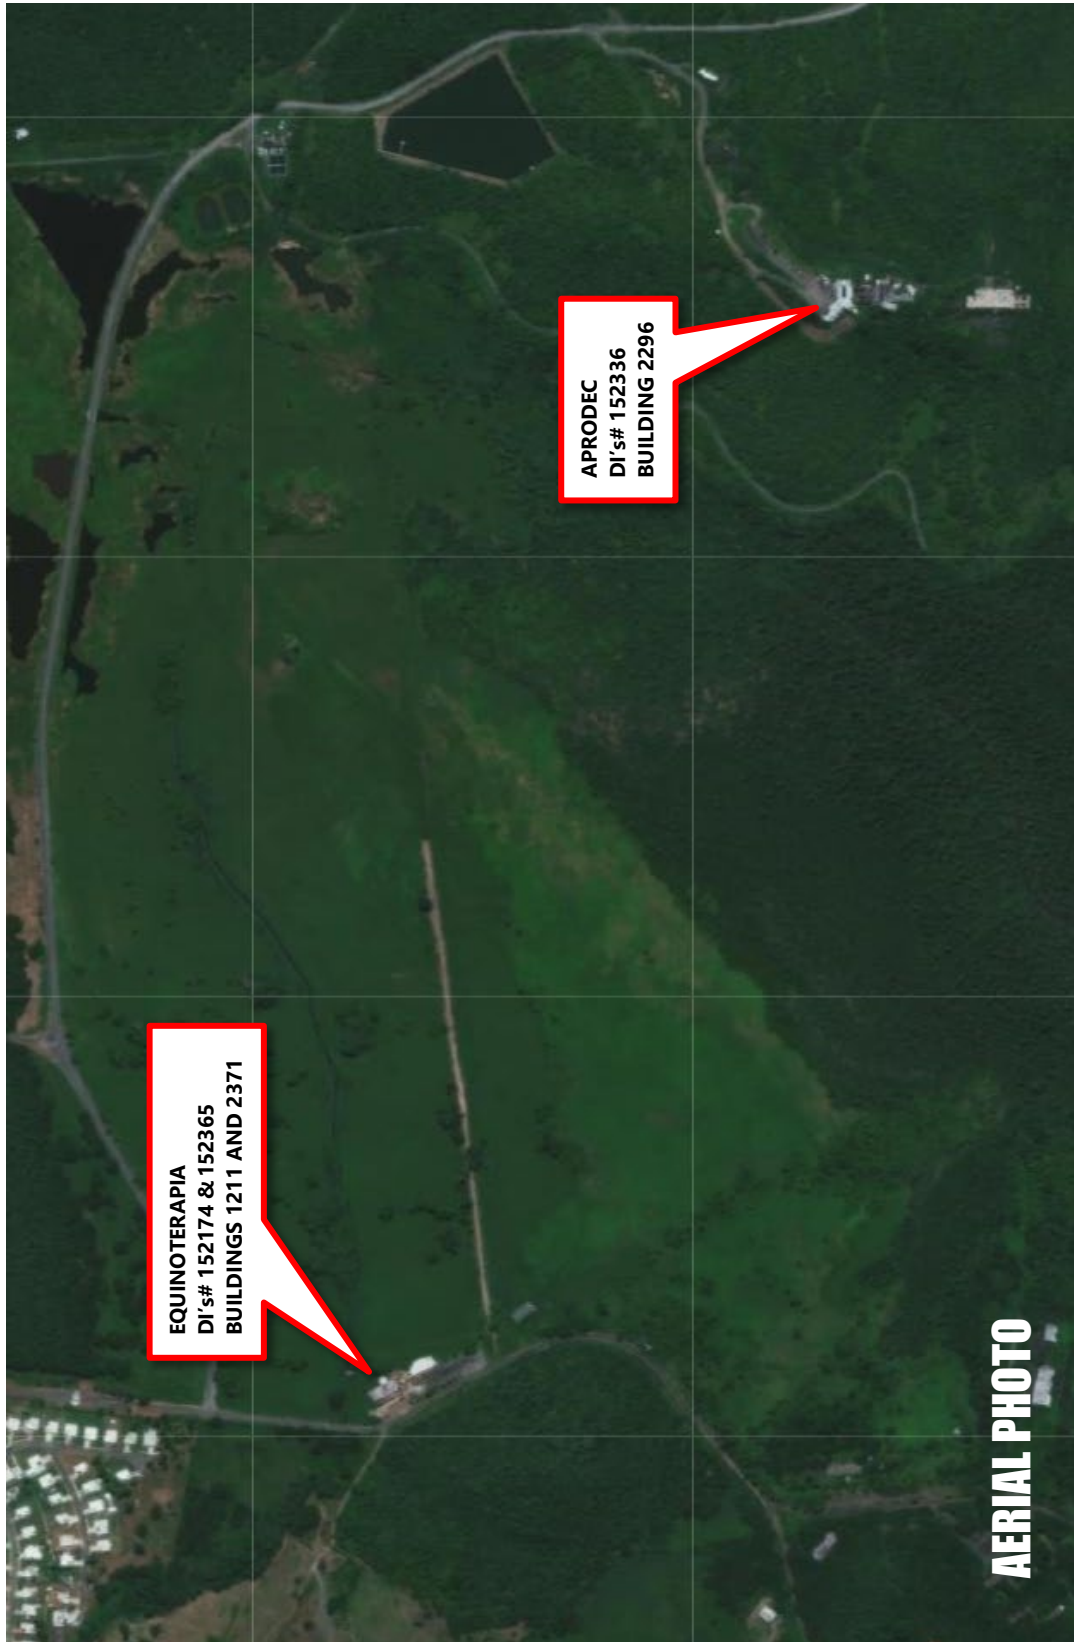 EQUINOTERAPIA
DI's# 152174 & 152365
BUILDINGS 1211 AND 2371
APRODEC
DI's# 152336
BUILDING 2296
AERIAL PHOTO